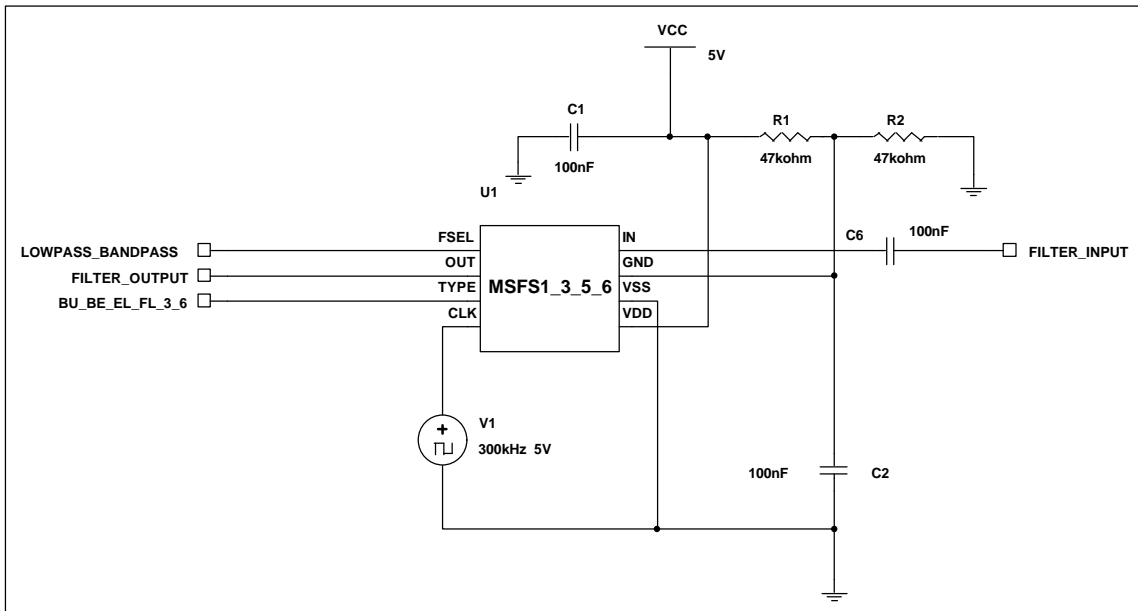 VCC
5V
C1
100nF
R1
47kohm
R2
47kohm
U1
LOWPASS_BANDPASS
FILTER_OUTPUT
BU_BE_EL_FL_3_6
FSEL
OUT
TYPE
CLK
MSFS1_3_5_6
IN
GND
VSS
VDD
C6
100nF
FILTER_INPUT
V1
300kHz 5V
100nF
C2